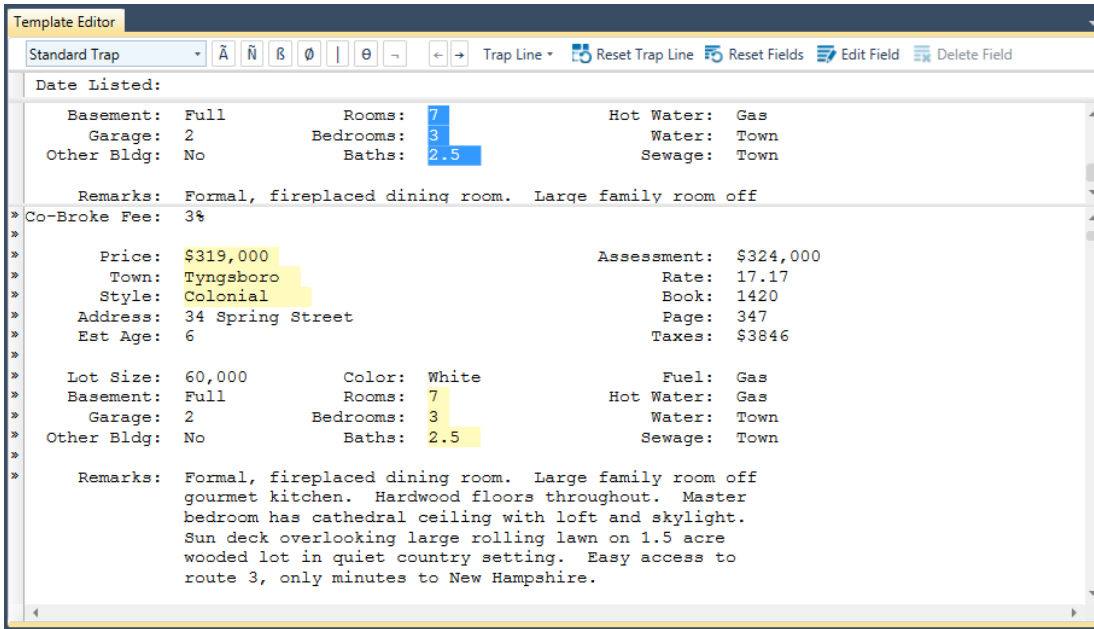 Template Editor
Standard Trap Ã Ñ ß Ø | θ ¬ ← → Trap Line Reset Trap Line Reset Fields Edit Field Delete Field
Date Listed:
Basement: Full Rooms: 7 Hot Water: Gas
Garage: 2 Bedrooms: 3 Water: Town
Other Bldg: No Baths: 2.5 Sewage: Town
Remarks: Formal, fireplaced dining room. Large family room off
» Co-Broke Fee: 3%
»
» Price: $319,000 Assessment: $324,000
» Town: Tyngsboro Rate: 17.17
» Style: Colonial Book: 1420
» Address: 34 Spring Street Page: 347
» Est Age: 6 Taxes: $3846
»
» Lot Size: 60,000 Color: White Fuel: Gas
» Basement: Full Rooms: 7 Hot Water: Gas
» Garage: 2 Bedrooms: 3 Water: Town
» Other Bldg: No Baths: 2.5 Sewage: Town
»
» Remarks: Formal, fireplaced dining room. Large family room off
gourmet kitchen. Hardwood floors throughout. Master
bedroom has cathedral ceiling with loft and skylight.
Sun deck overlooking large rolling lawn on 1.5 acre
wooded lot in quiet country setting. Easy access to
route 3, only minutes to New Hampshire.